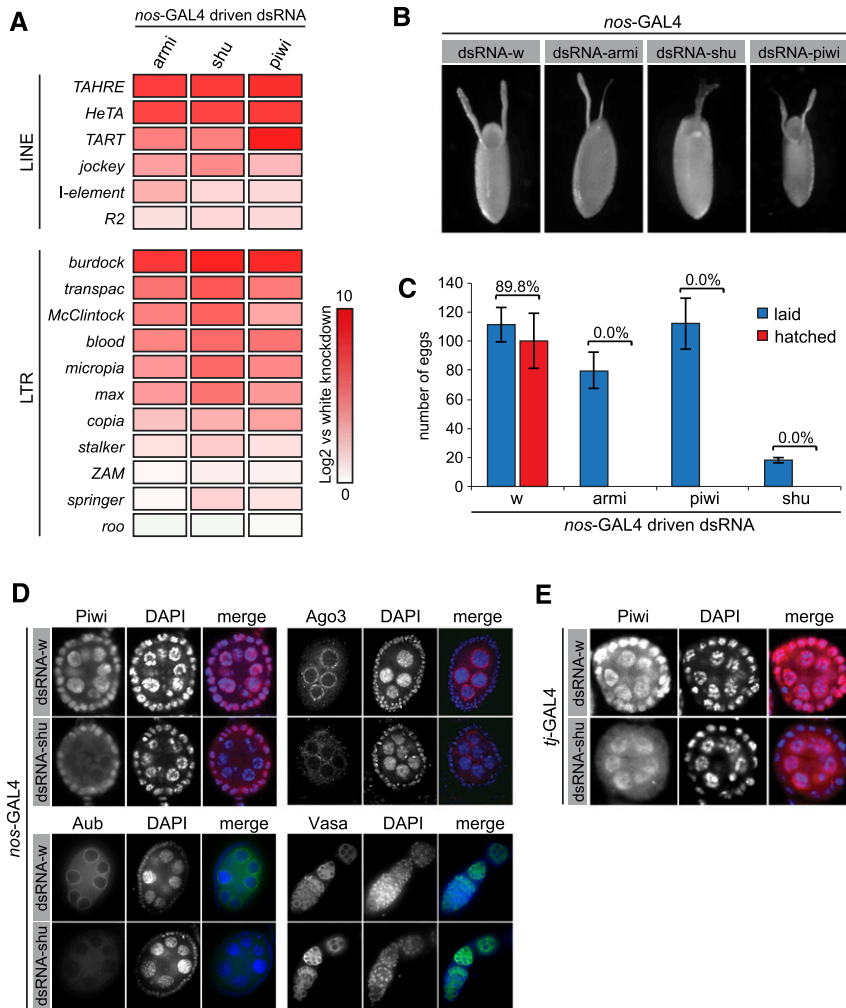 A
nos-GAL4 driven dsRNA
armi shu piwi
LINE
TAHRE
HeTA
TART
jockey
I-element
R2
LTR
burdock
transpac
McClintock
blood
micropia
max
copia
stalker
ZAM
springer
roo
10
Log2 vs white knockdown
0
B
nos-GAL4
dsRNA-w dsRNA-armi dsRNA-shu dsRNA-piwi
C
number of eggs
140
120
100
80
60
40
20
0
89.8%
0.0%
0.0%
0.0%
laid
hatched
w armi piwi shu
nos-GAL4 driven dsRNA
D
nos-GAL4
Piwi DAPI merge
dsRNA-w
dsRNA-shu
Ago3 DAPI merge
Aub DAPI merge
dsRNA-w
dsRNA-shu
Vasa DAPI merge
E
tj-GAL4
Piwi DAPI merge
dsRNA-w
dsRNA-shu